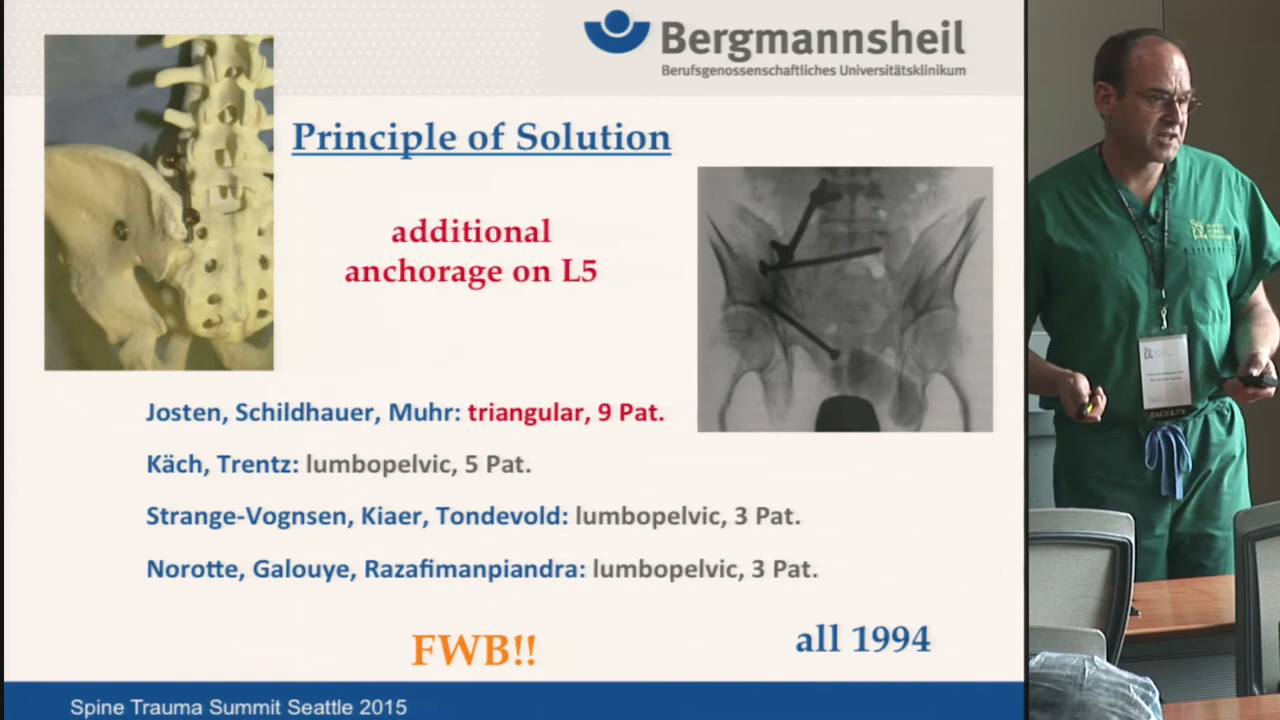 Bergmannsheil
Berufsgenossenschaftliches Universitätsklinikum
Principle of Solution
additional
anchorage on L5
Josten, Schildhauer, Muhr: triangular, 9 Pat.
Käch, Trentz: lumbopelvic, 5 Pat.
Strange-Vognsen, Kiaer, Tondevold: lumbopelvic, 3 Pat.
Norotte, Galouye, Razafimanpiandra: lumbopelvic, 3 Pat.
FWB!!
all 1994
Spine Trauma Summit Seattle 2015
FACULTY